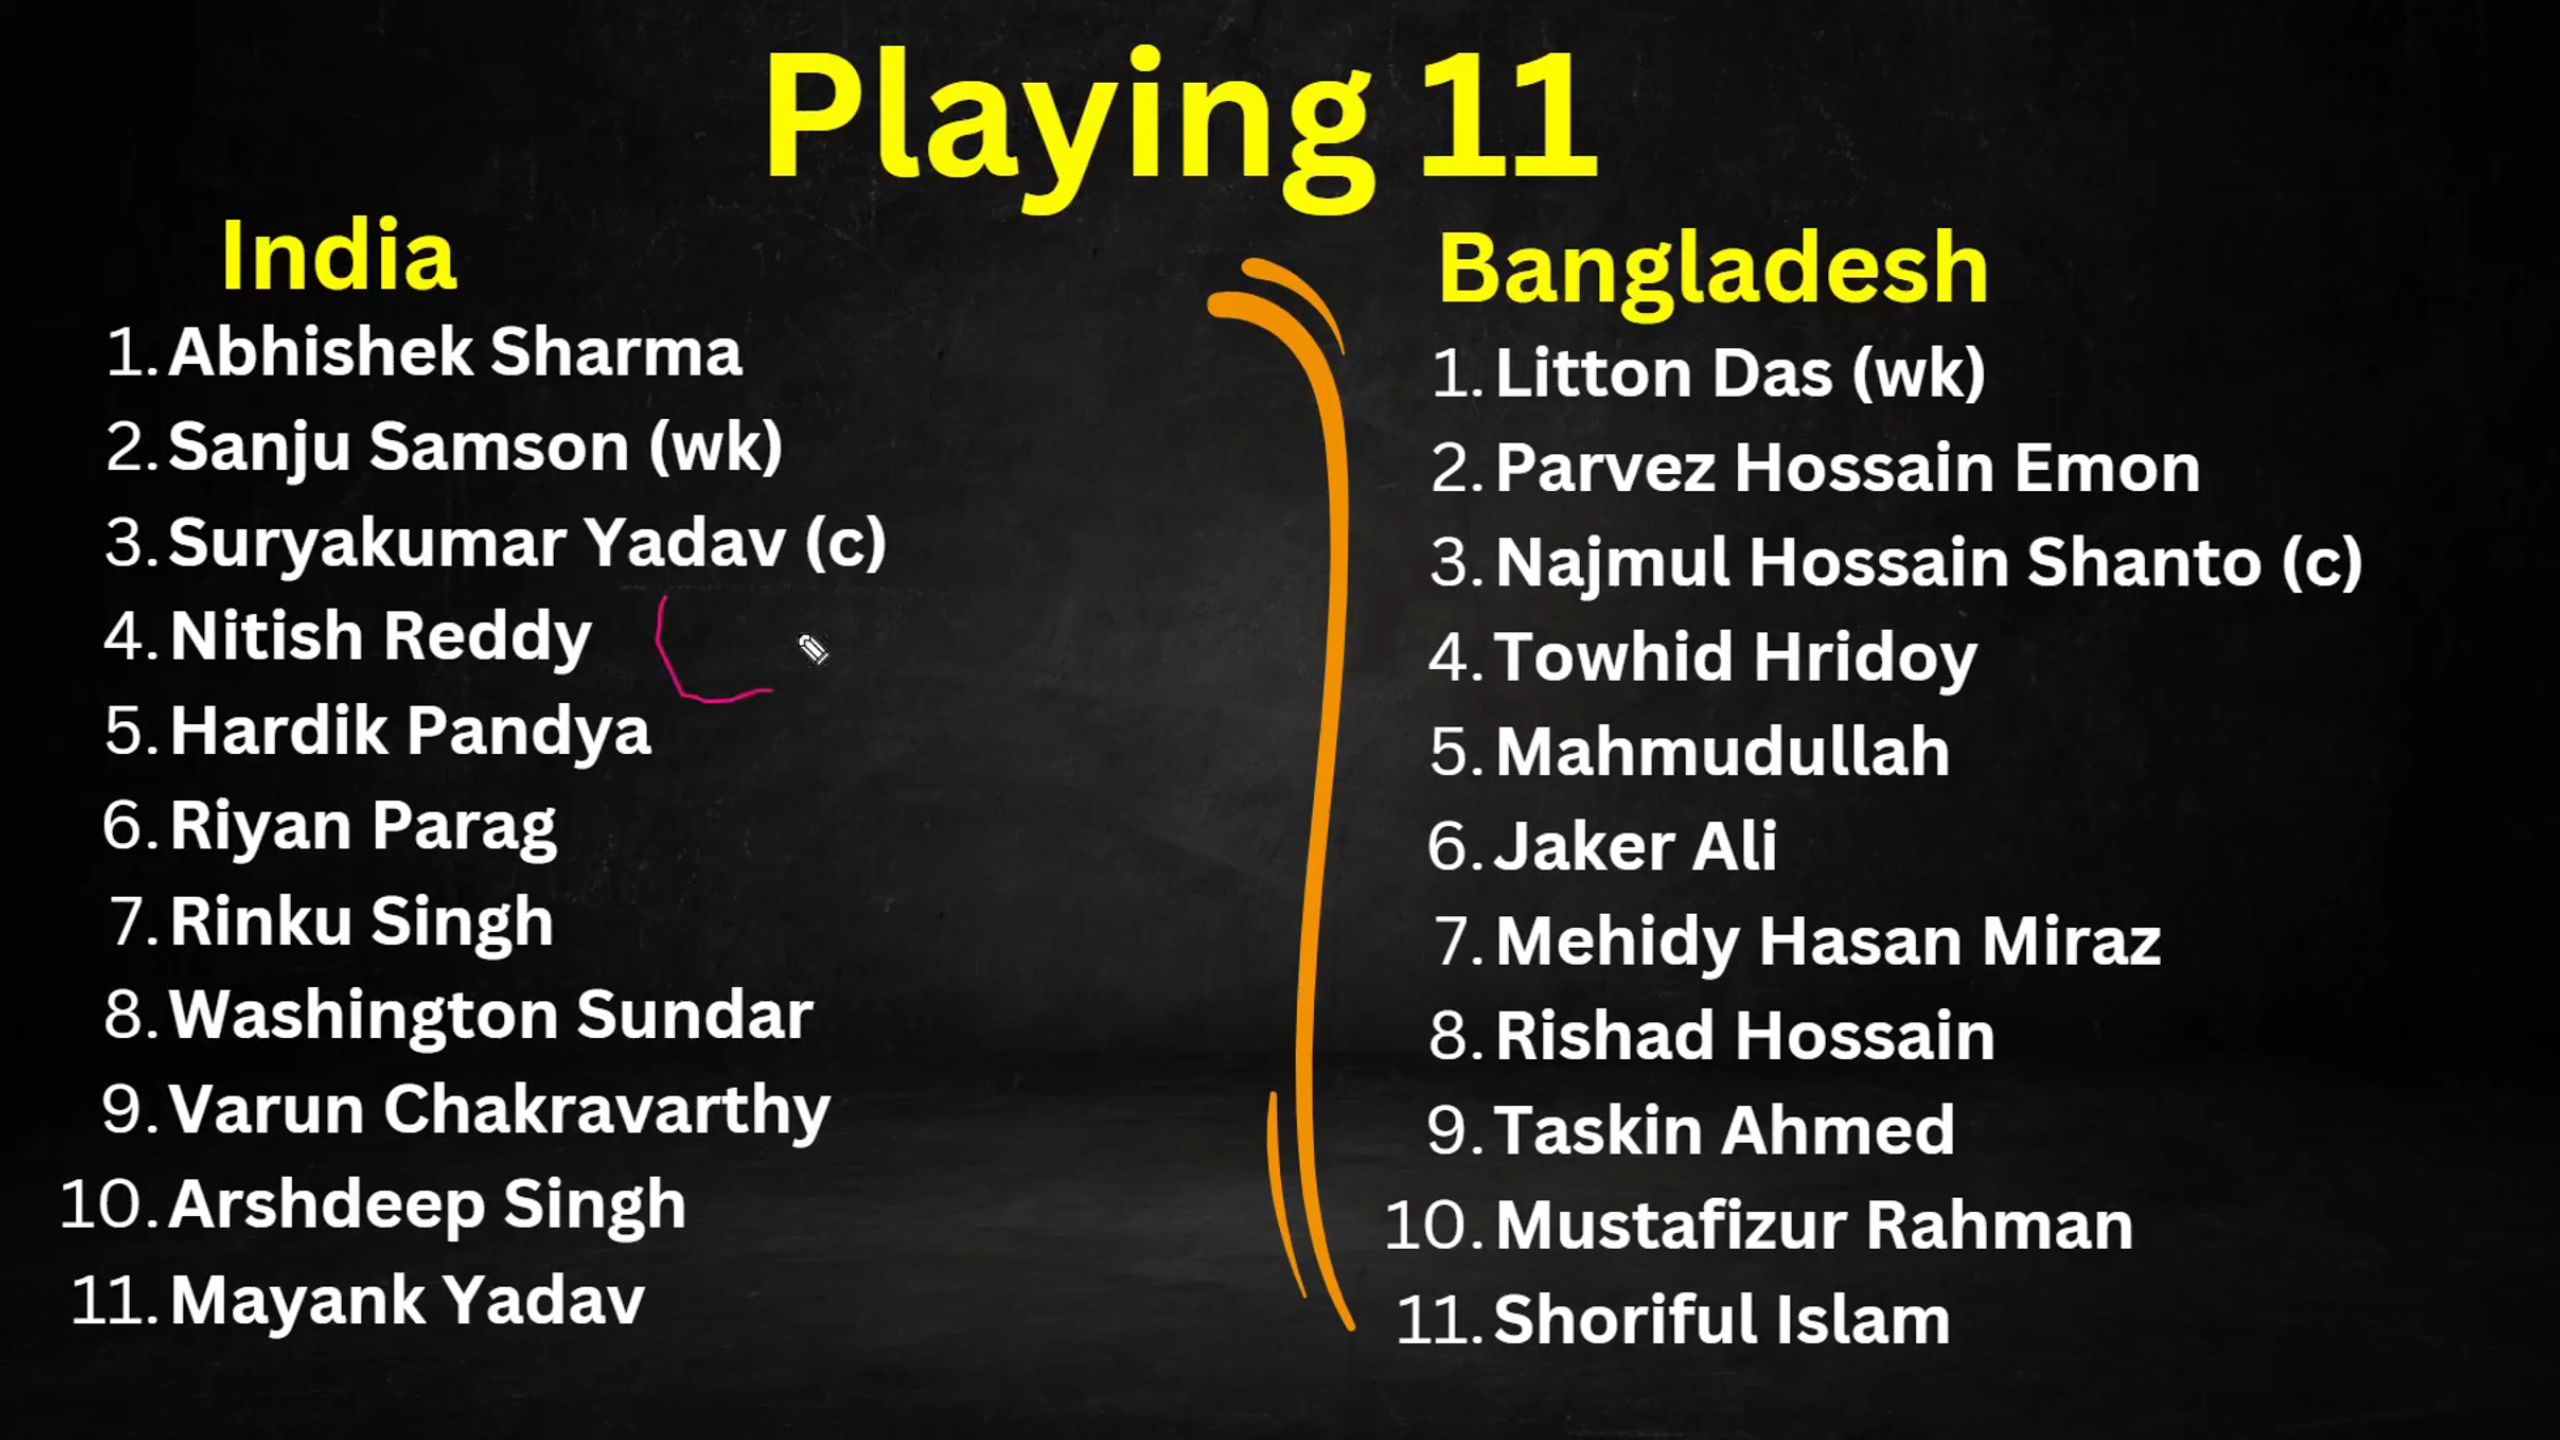 Playing 11
India
1. Abhishek Sharma
2. Sanju Samson (wk)
3. Suryakumar Yadav (c)
4. Nitish Reddy
5. Hardik Pandya
6. Riyan Parag
7. Rinku Singh
8. Washington Sundar
9. Varun Chakravarthy
10. Arshdeep Singh
11. Mayank Yadav
Bangladesh
1. Litton Das (wk)
2. Parvez Hossain Emon
3. Najmul Hossain Shanto (c)
4. Towhid Hridoy
5. Mahmudullah
6. Jaker Ali
7. Mehidy Hasan Miraz
8. Rishad Hossain
9. Taskin Ahmed
10. Mustafizur Rahman
11. Shoriful Islam